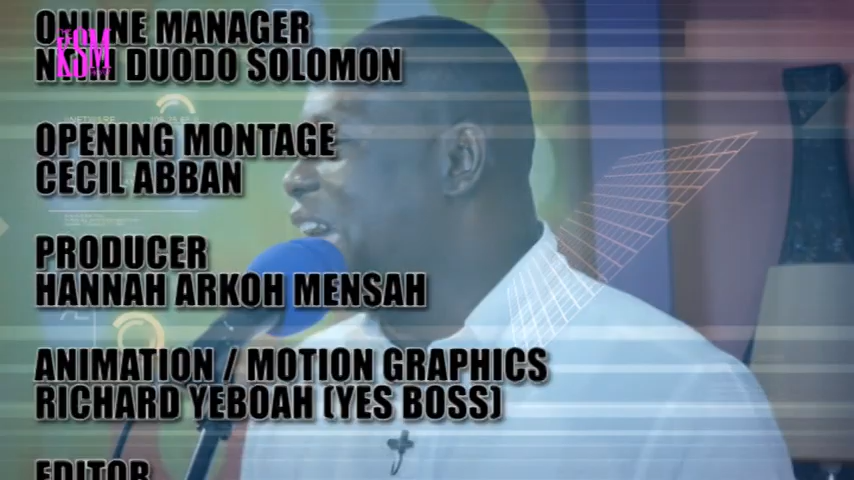 ONLINE MANAGER
KSM
DUODO SOLOMON
OPENING MONTAGE
CECIL ABBAN
PRODUCER
HANNAH ARKOH MENSAH
ANIMATION / MOTION GRAPHICS
RICHARD YEBOAH (YES BOSS)
EDITOR